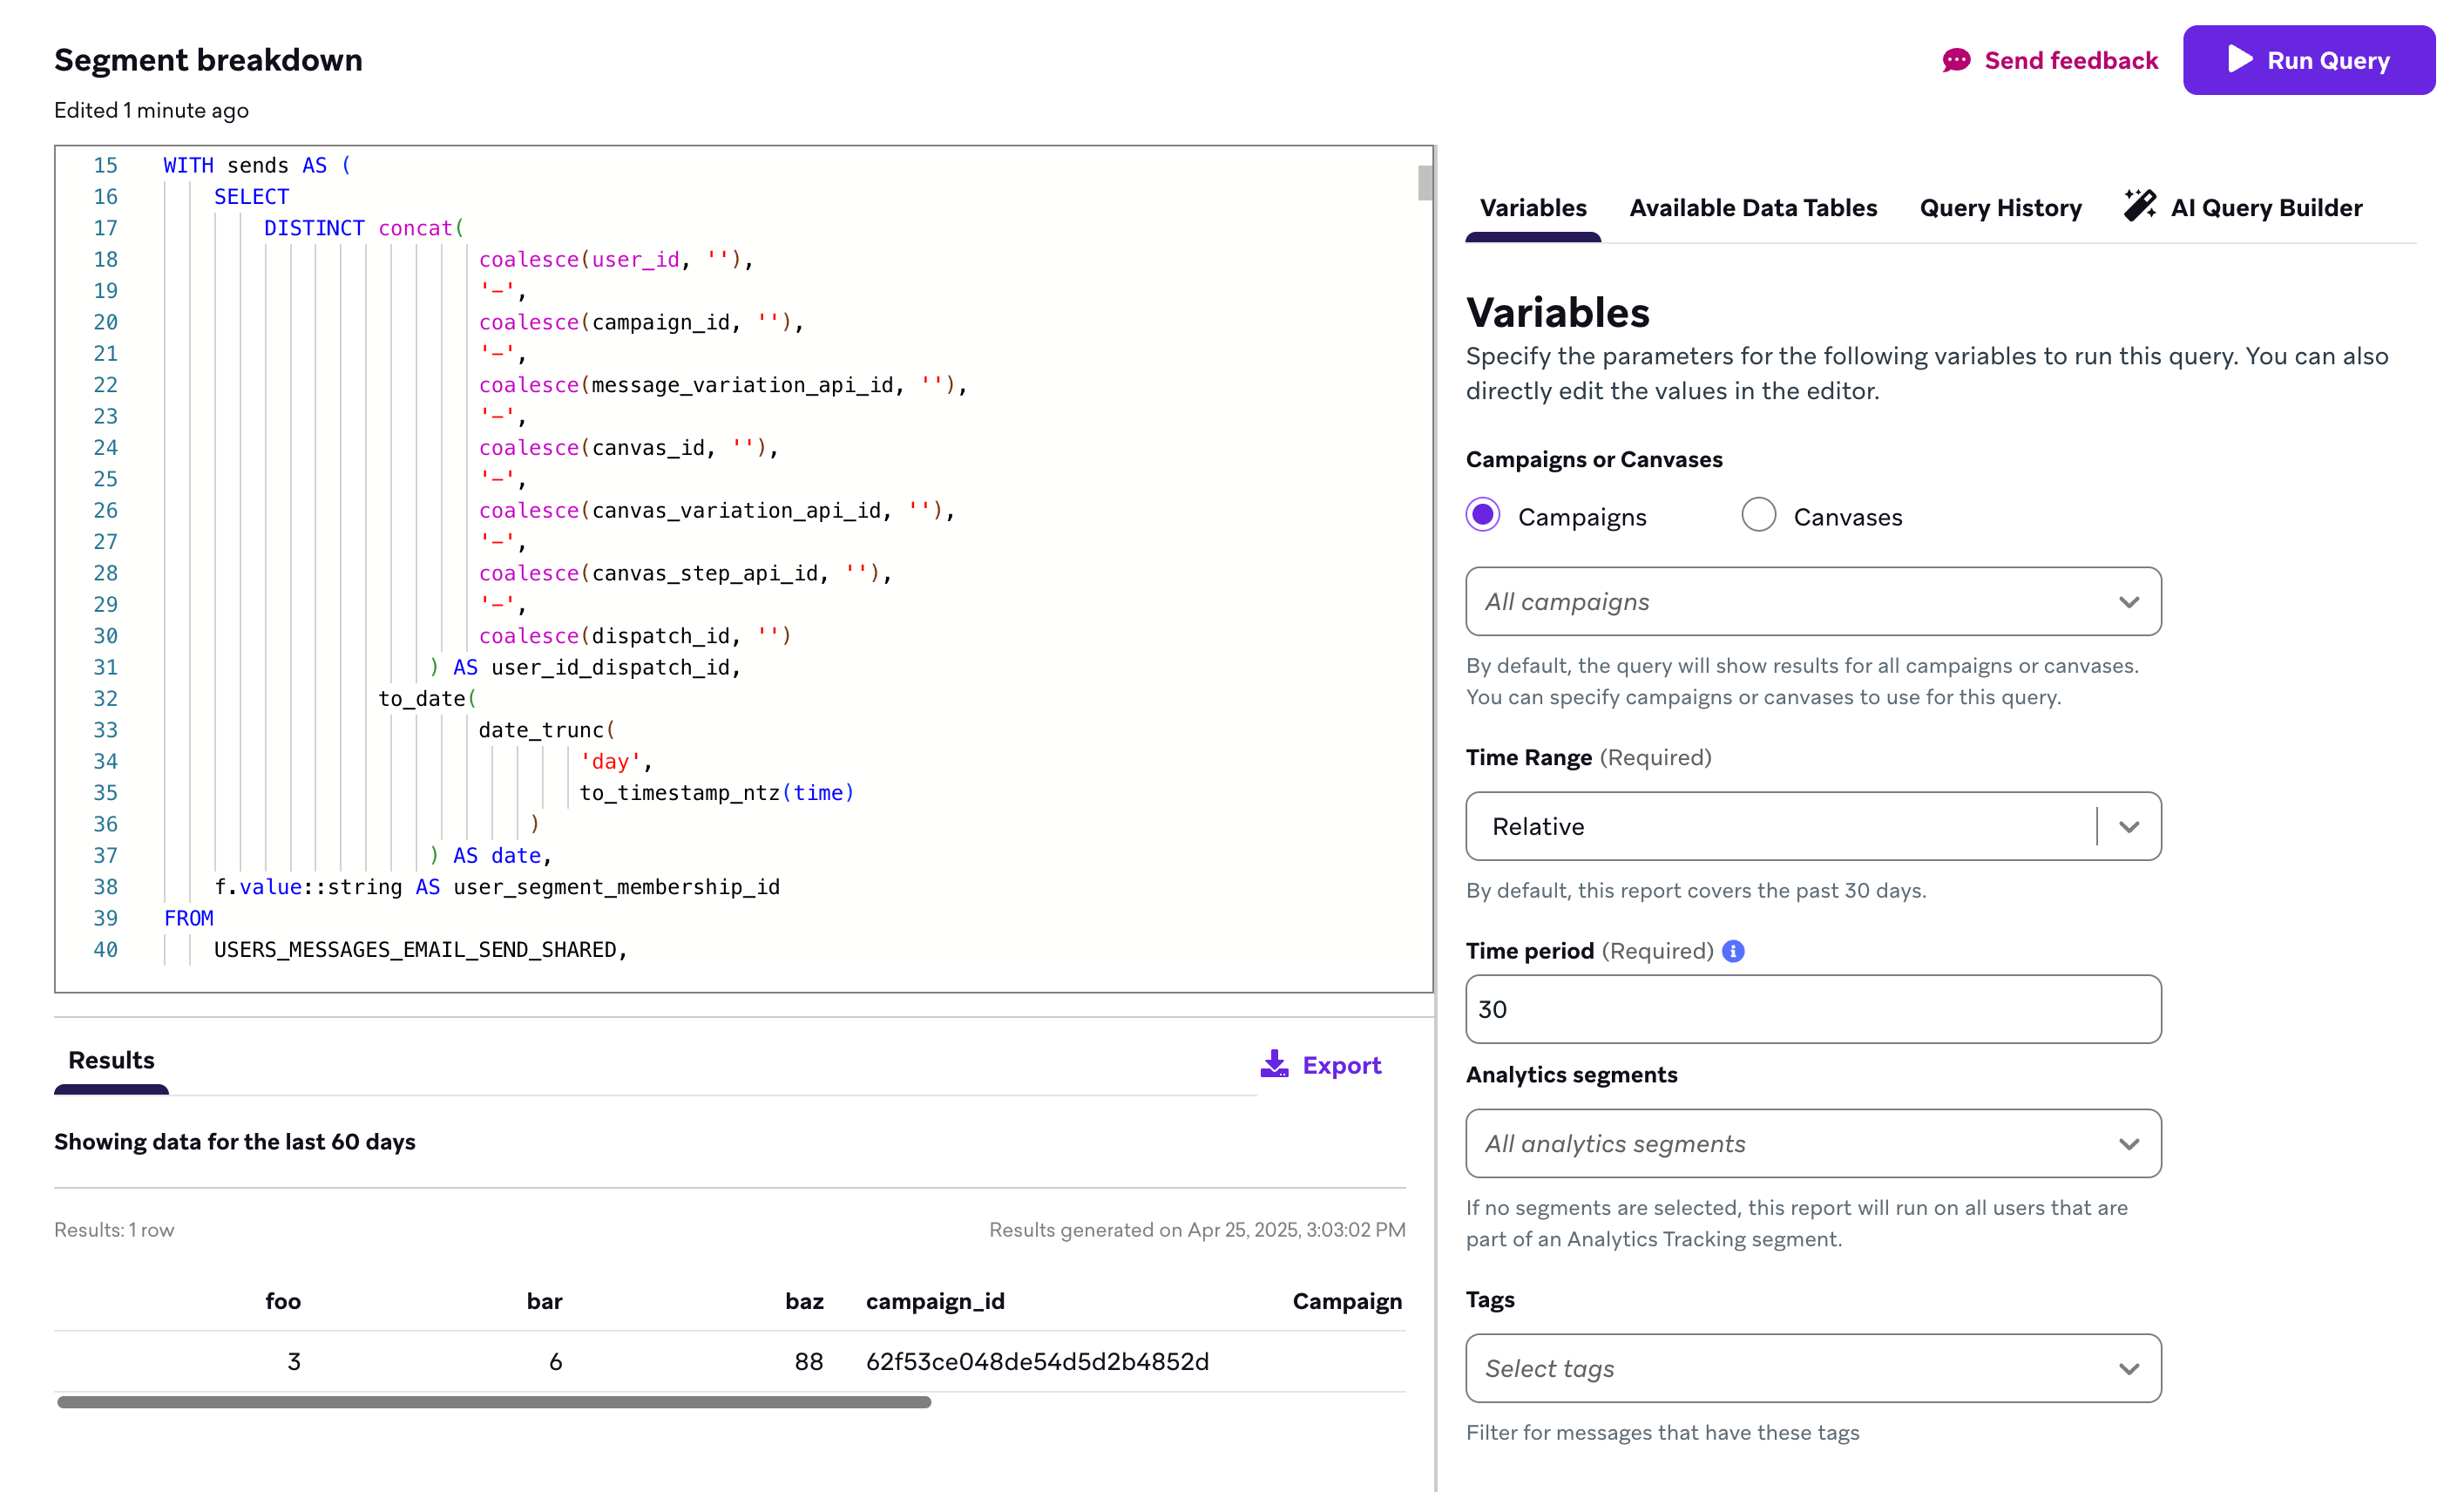 Segment breakdown
Edited 1 minute ago
Send feedback
Run Query
15 WITH sends AS (
16 SELECT
17 DISTINCT concat(
18 coalesce(user_id, ''),
19 '-',
20 coalesce(campaign_id, ''),
21 '-',
22 coalesce(message_variation_api_id, ''),
23 '-',
24 coalesce(canvas_id, ''),
25 '-',
26 coalesce(canvas_variation_api_id, ''),
27 '-',
28 coalesce(canvas_step_api_id, ''),
29 '-',
30 coalesce(dispatch_id, '')
31 ) AS user_id_dispatch_id,
32 to_date(
33 date_trunc(
34 'day',
35 to_timestamp_ntz(time)
36 )
37 ) AS date,
38 f.value::string AS user_segment_membership_id
39 FROM
40 USERS_MESSAGES_EMAIL_SEND_SHARED,
Results
Export
Showing data for the last 60 days
Results: 1 row
Results generated on Apr 25, 2025, 3:03:02 PM
foo bar baz campaign_id Campaign
3 6 88 62f53ce048de54d5d2b4852d
Variables Available Data Tables Query History AI Query Builder
Variables
Specify the parameters for the following variables to run this query. You can also
directly edit the values in the editor.
Campaigns or Canvases
Campaigns Canvases
All campaigns
By default, the query will show results for all campaigns or canvases.
You can specify campaigns or canvases to use for this query.
Time Range (Required)
Relative
By default, this report covers the past 30 days.
Time period (Required)
30
Analytics segments
All analytics segments
If no segments are selected, this report will run on all users that are
part of an Analytics Tracking segment.
Tags
Select tags
Filter for messages that have these tags